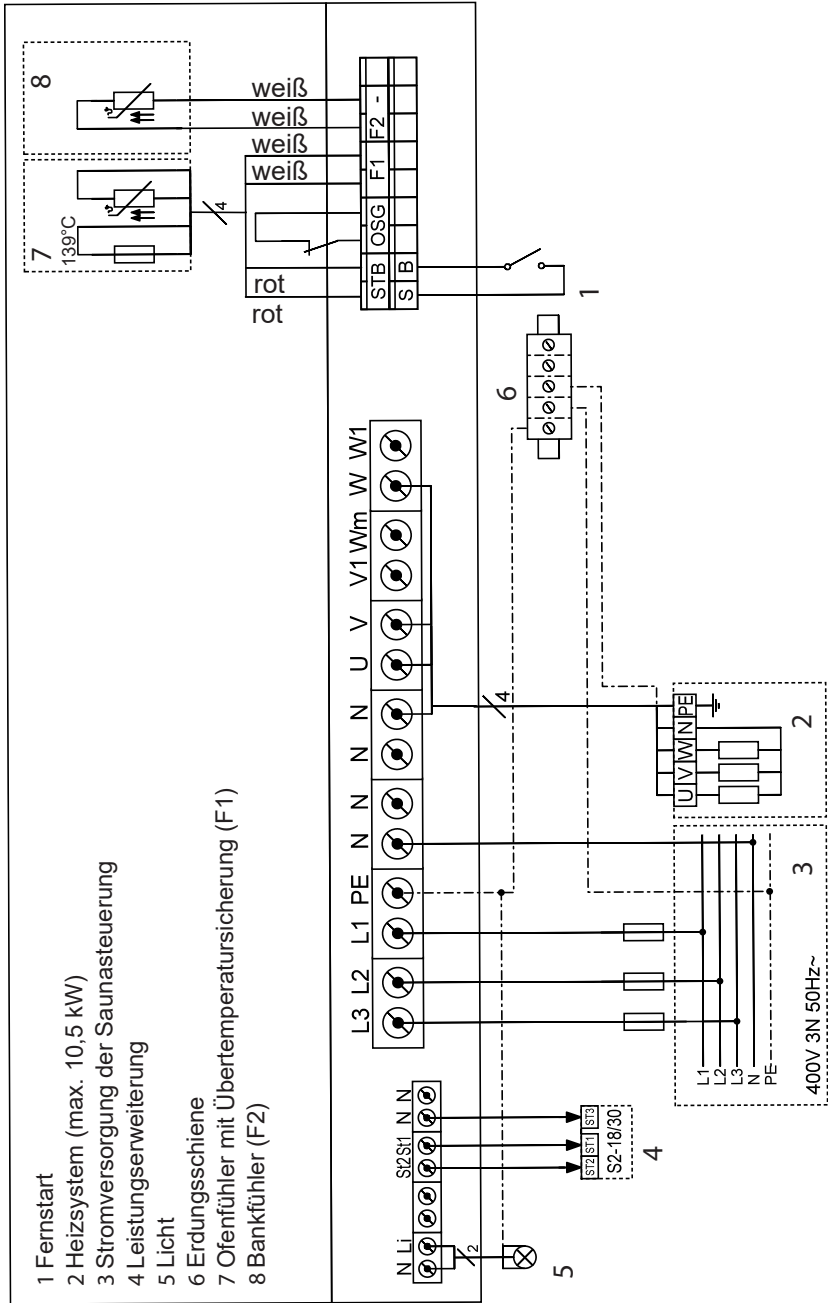 1 Fernstart
2 Heizsystem (max. 10,5 kW)
3 Stromversorgung der Saunasteuerung
4 Leistungserweiterung
5 Licht
6 Erdungsschiene
7 Ofenfühler mit Übertemperatursicherung (F1)
8 Bankfühler (F2)
8
7
139°C
4
weiß
weiß
weiß
weiß
rot
rot
STB OSG F1 F2 -
S B
1
N Li St2 St1 N N
L3 L2 L1 PE N N N N U V V1 Wm W W1
6
2
4
5
ST2 ST1 ST3
S2-18/30
4
U V W N PE
2
L1
L2
L3
N
PE
3
400V 3N 50Hz~